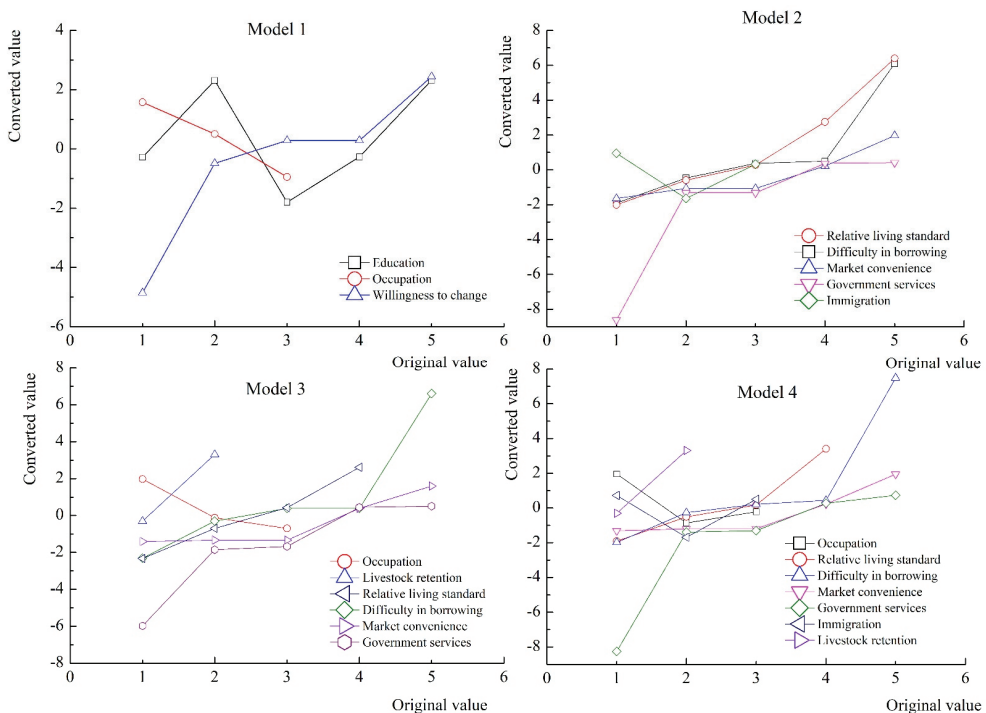 Model 1
Converted value
4
2
0
-2
-4
-6
Education
Occupation
Willingness to change
0 1 2 3 4 5 6
Original value
Model 2
Converted value
8
6
4
2
0
-2
-4
-6
-8
Relative living standard
Difficulty in borrowing
Market convenience
Government services
Immigration
0 1 2 3 4 5 6
Original value
Model 3
Converted value
8
6
4
2
0
-2
-4
-6
-8
Occupation
Livestock retention
Relative living standard
Difficulty in borrowing
Market convenience
Government services
0 1 2 3 4 5 6
Original value
Model 4
Converted value
8
6
4
2
0
-2
-4
-6
-8
Occupation
Relative living standard
Difficulty in borrowing
Market convenience
Government services
Immigration
Livestock retention
0 1 2 3 4 5 6
Original value